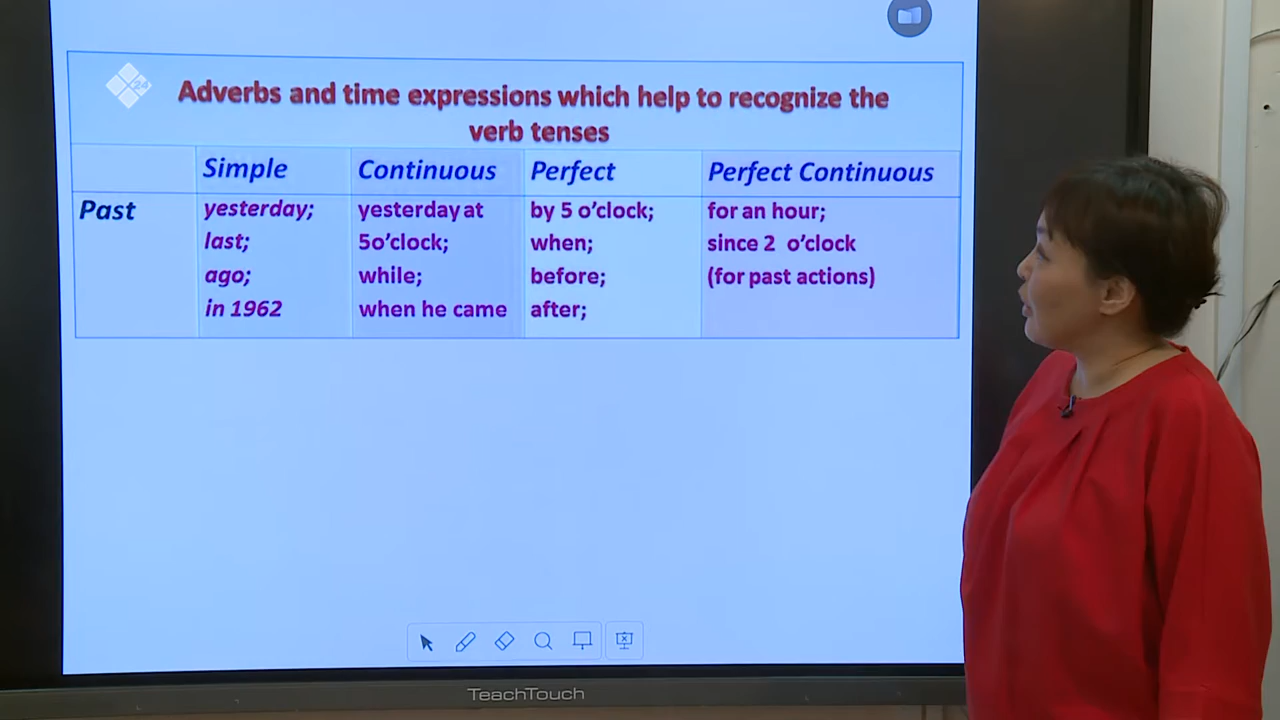 24
Adverbs and time expressions which help to recognize the
verb tenses
Simple Continuous Perfect Perfect Continuous
Past yesterday; yesterday at by 5 o'clock; for an hour;
last; 5o'clock; when; since 2 o'clock
ago; while; before; (for past actions)
in 1962 when he came after;
TeachTouch